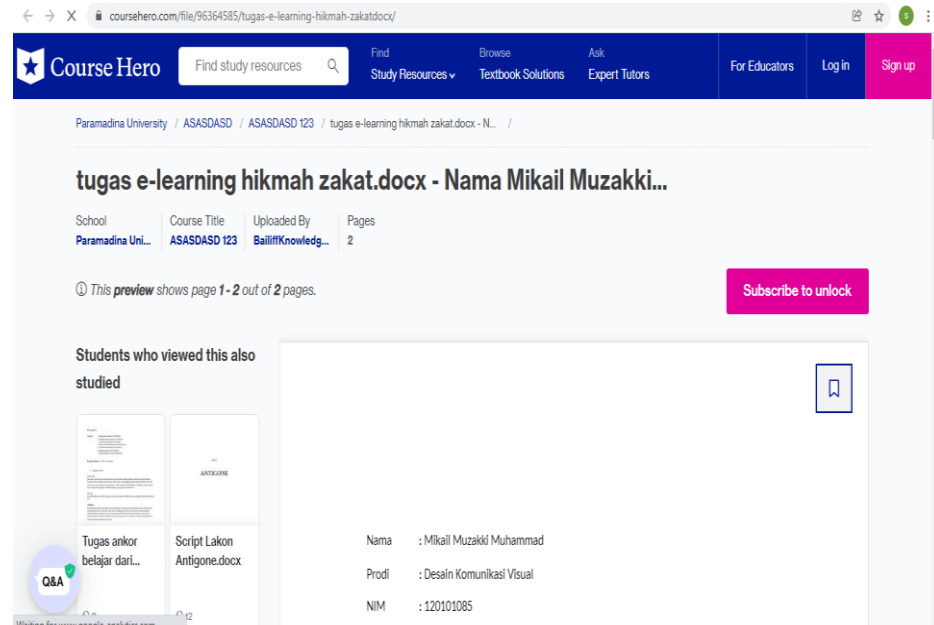 coursehero.com/file/96364585/tugas-e-learning-hikmah-zakatdocx/
s
Course Hero
Find study resources
Find
Study Resources
Browse
Textbook Solutions
Ask
Expert Tutors
For Educators
Log in
Sign up
Paramadina University / ASASDASD / ASASDASD 123 / tugas e-learning hikmah zakat.docx - N... /
tugas e-learning hikmah zakat.docx - Nama Mikail Muzakki...
School
Paramadina Uni...
Course Title
ASASDASD 123
Uploaded By
BailiffKnowledg...
Pages
2
This preview shows page 1 - 2 out of 2 pages.
Subscribe to unlock
Students who viewed this also
studied
ANTIGONE
Tugas ankor
belajar dari...
Script Lakon
Antigone.docx
12
Q&A
Nama : Mikail Muzakki Muhammad
Prodi : Desain Komunikasi Visual
NIM : 120101085